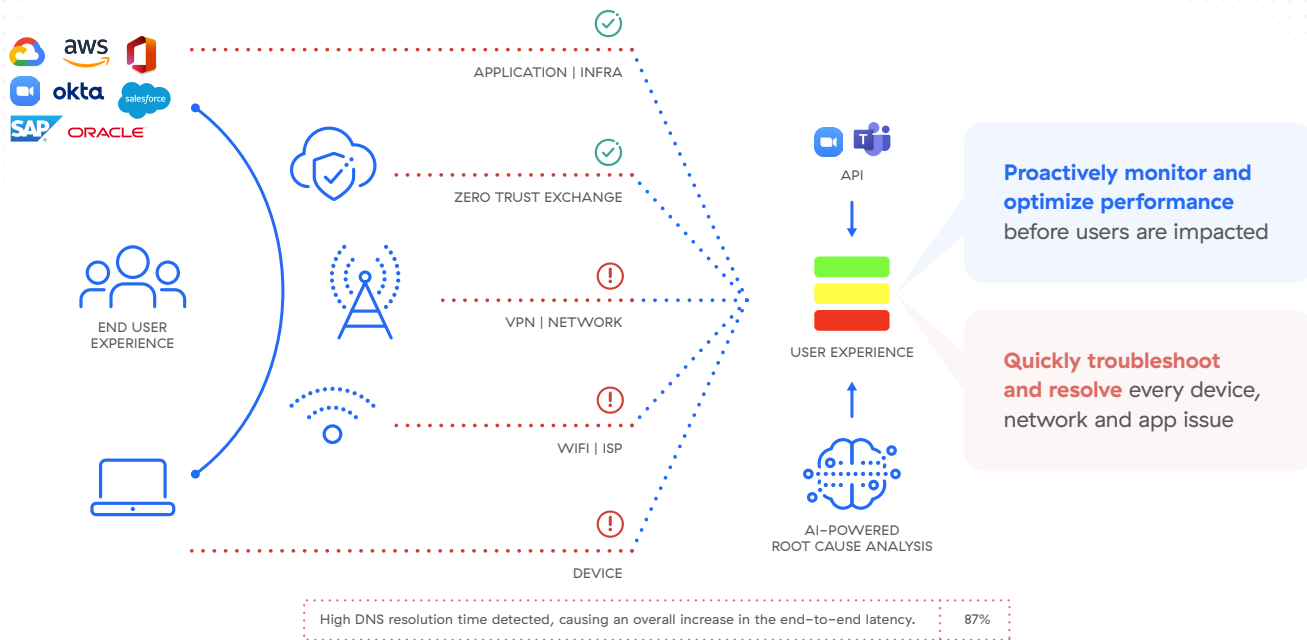 aws
okta
salesforce
SAP
ORACLE
END USER
EXPERIENCE
APPLICATION | INFRA
ZERO TRUST EXCHANGE
VPN | NETWORK
WIFI | ISP
DEVICE
T
API
USER EXPERIENCE
AI-POWERED
ROOT CAUSE ANALYSIS
Proactively monitor and
optimize performance
before users are impacted
Quickly troubleshoot
and resolve every device,
network and app issue
High DNS resolution time detected, causing an overall increase in the end-to-end latency. 87%